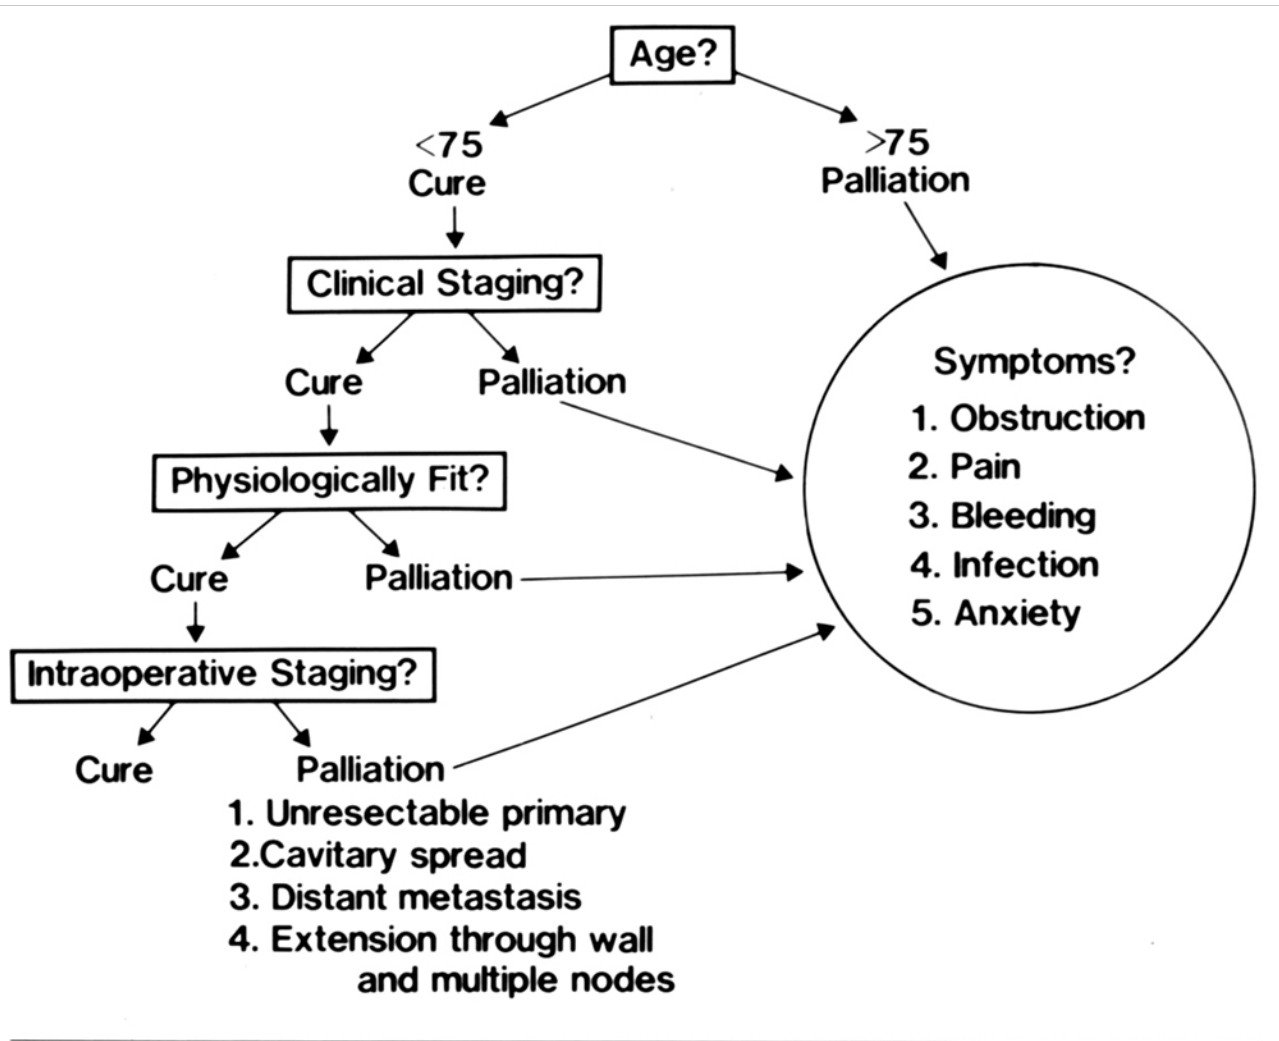 Age?
<75
Cure
>75
Palliation
Clinical Staging?
Cure
Palliation
Physiologically Fit?
Cure
Palliation
Intraoperative Staging?
Cure
Palliation
1. Unresectable primary
2.Cavitary spread
3. Distant metastasis
4. Extension through wall
and multiple nodes
Symptoms?
1. Obstruction
2. Pain
3. Bleeding
4. Infection
5. Anxiety